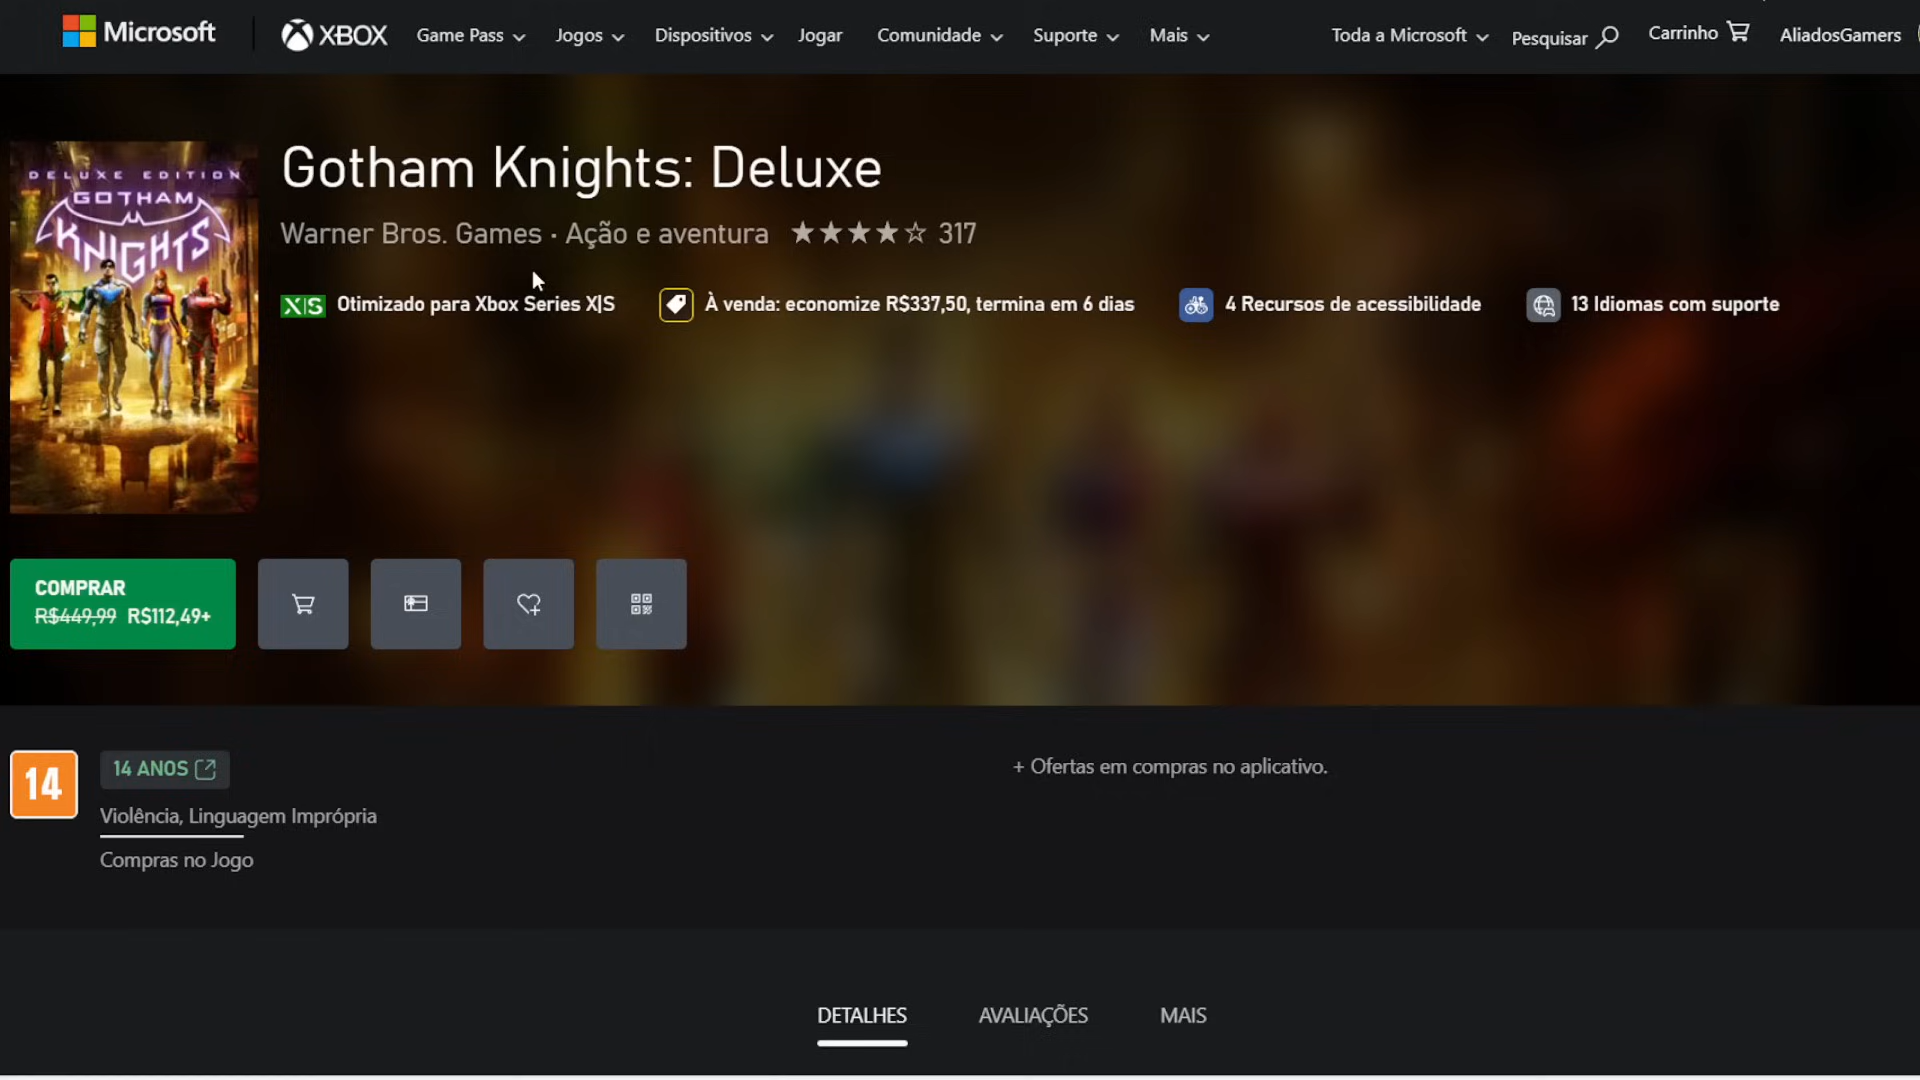 Microsoft
XBOX
Game Pass
Jogos
Dispositivos
Jogar
Comunidade
Suporte
Mais
Toda a Microsoft
Pesquisar
Carrinho
AliadosGamers
DELUXE EDITION
GOTHAM
KNIGHTS
Gotham Knights: Deluxe
Warner Bros. Games · Ação e aventura ★★★★☆ 317
X|S Otimizado para Xbox Series X|S
À venda: economize R$337,50, termina em 6 dias
4 Recursos de acessibilidade
13 Idiomas com suporte
COMPRAR
R$449,99 R$112,49+
14
14 ANOS
Violência, Linguagem Imprópria
Compras no Jogo
+ Ofertas em compras no aplicativo.
DETALHES
AVALIAÇÕES
MAIS